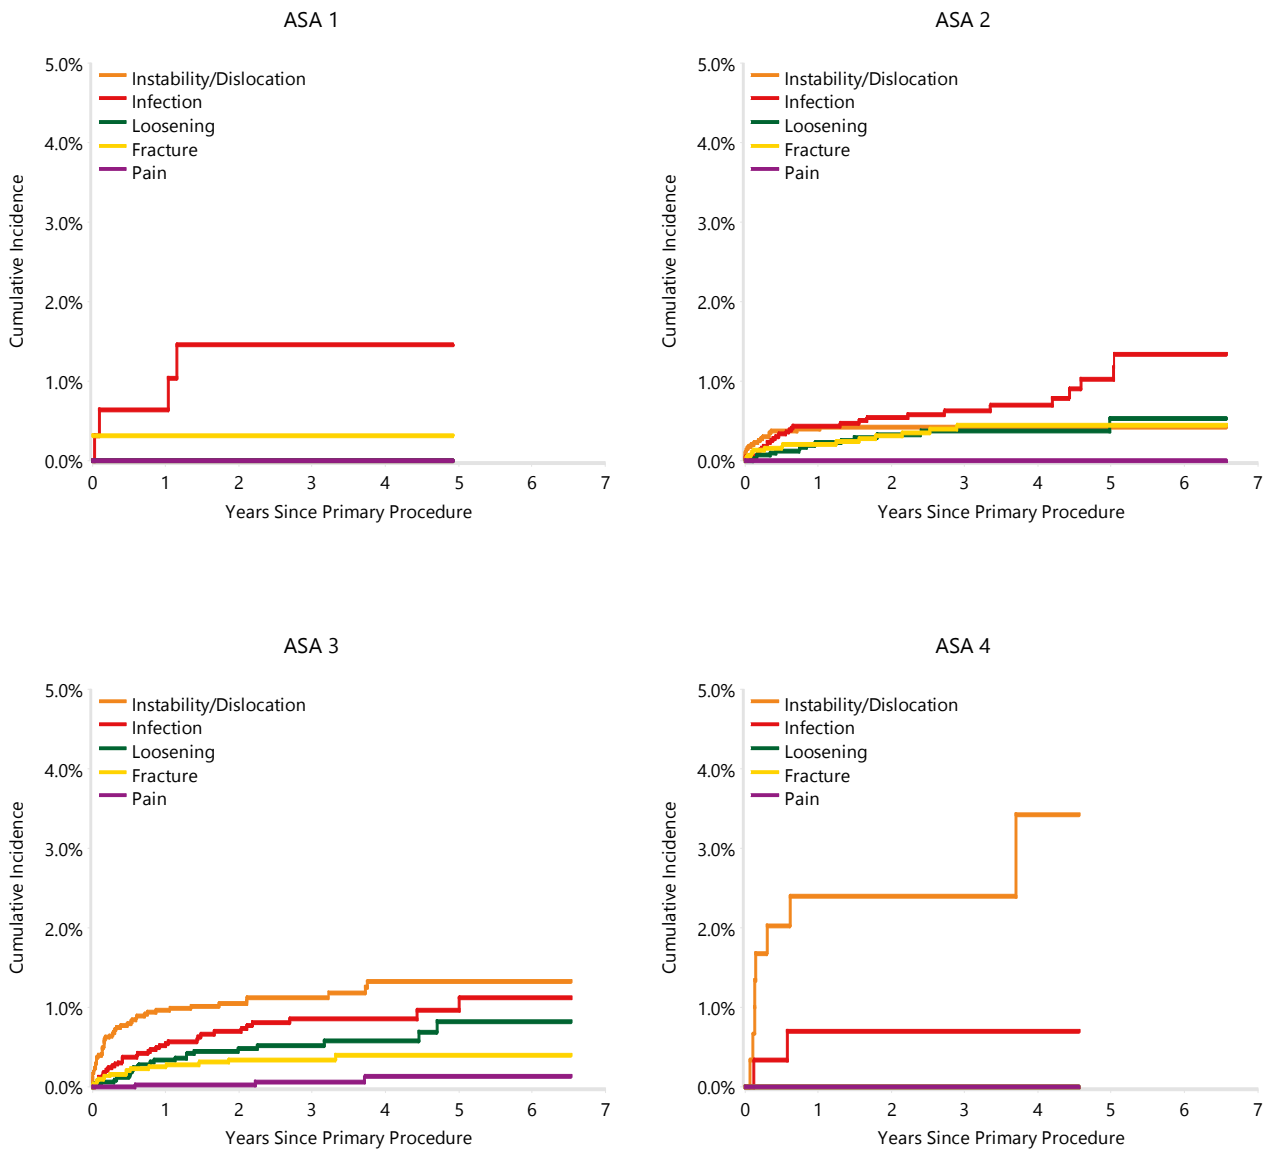 ASA 1
5.0%
4.0%
3.0%
2.0%
1.0%
0.0%
Cumulative Incidence
Instability/Dislocation
Infection
Loosening
Fracture
Pain
0 1 2 3 4 5 6 7
Years Since Primary Procedure
ASA 2
5.0%
4.0%
3.0%
2.0%
1.0%
0.0%
Cumulative Incidence
Instability/Dislocation
Infection
Loosening
Fracture
Pain
0 1 2 3 4 5 6 7
Years Since Primary Procedure
ASA 3
5.0%
4.0%
3.0%
2.0%
1.0%
0.0%
Cumulative Incidence
Instability/Dislocation
Infection
Loosening
Fracture
Pain
0 1 2 3 4 5 6 7
Years Since Primary Procedure
ASA 4
5.0%
4.0%
3.0%
2.0%
1.0%
0.0%
Cumulative Incidence
Instability/Dislocation
Infection
Loosening
Fracture
Pain
0 1 2 3 4 5 6 7
Years Since Primary Procedure